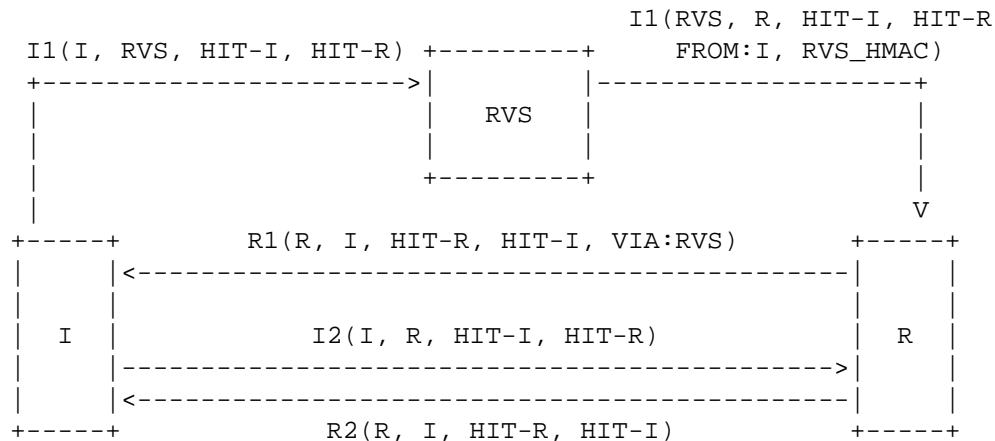 I1(RVS, R, HIT-I, HIT-R
I1(I, RVS, HIT-I, HIT-R) FROM:I, RVS_HMAC)
RVS
R1(R, I, HIT-R, HIT-I, VIA:RVS)
I I2(I, R, HIT-I, HIT-R) R
R2(R, I, HIT-R, HIT-I)